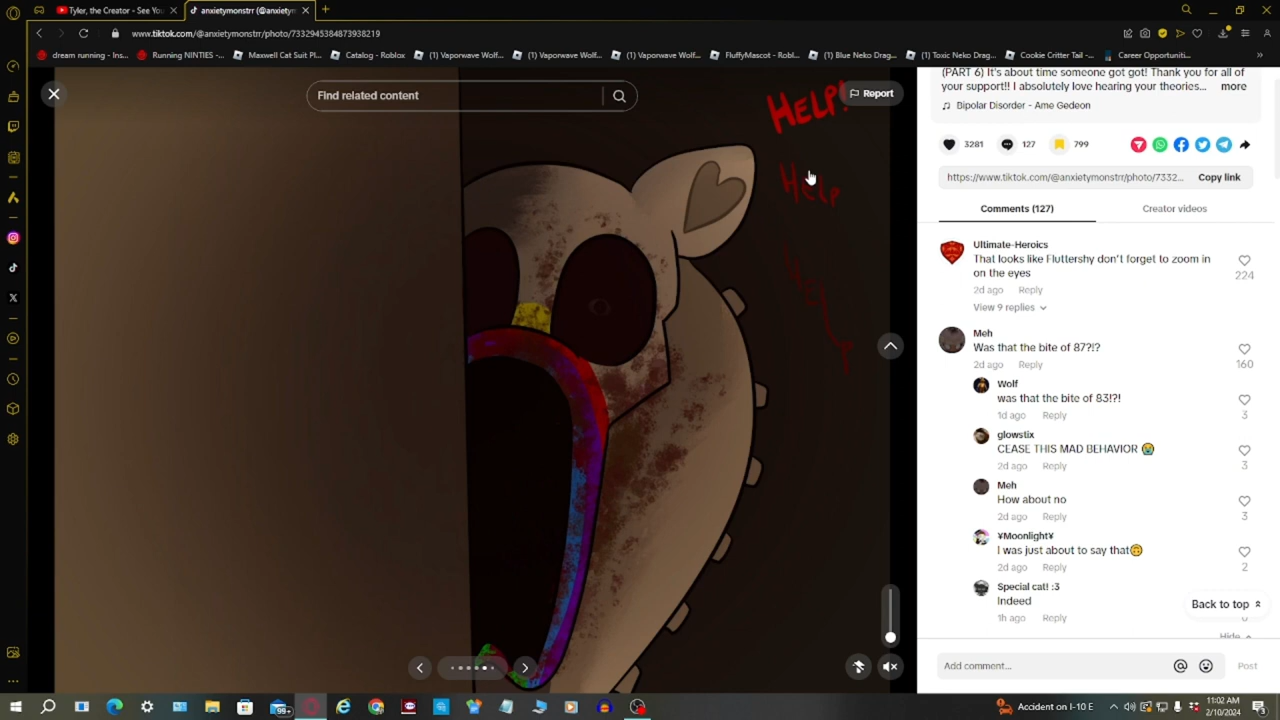 Tyler, the Creator - See You
anxietymonstrr (@anxietym
www.tiktok.com/@anxietymonstrr/photo/7332945384873938219
dream running - Ins...
Running NINTIES -...
Maxwell Cat Suit Pl...
Catalog - Roblox
(1) Vaporwave Wolf...
(1) Vaporwave Wolf...
(1) Vaporwave Wolf...
FluffyMascot - Robl...
(1) Blue Neko Drag...
(1) Toxic Neko Drag...
Cookie Critter Tail -...
Career Opportuniti...
Find related content
Report
HELP!
Help
HELP
(PART 6) It's about time someone got got! Thank you for all of
your support!! I absolutely love hearing your theories... more
Bipolar Disorder - Ame Gedeon
3281
127
799
https://www.tiktok.com/@anxietymonstrr/photo/7332...
Copy link
Comments (127)
Creator videos
Ultimate-Heroics
That looks like Fluttershy don't forget to zoom in
on the eyes
224
2d ago Reply
View 9 replies
Meh
Was that the bite of 87?!?
160
2d ago Reply
Wolf
was that the bite of 83!?!
3
1d ago Reply
glowstix
CEASE THIS MAD BEHAVIOR 😭
3
2d ago Reply
Meh
How about no
3
2d ago Reply
¥Moonlight¥
I was just about to say that🙃
2
2d ago Reply
Special cat! :3
Indeed
1h ago Reply
Back to top
Hide
Add comment...
Post
99+
Accident on I-10 E
11:02 AM
2/10/2024
3